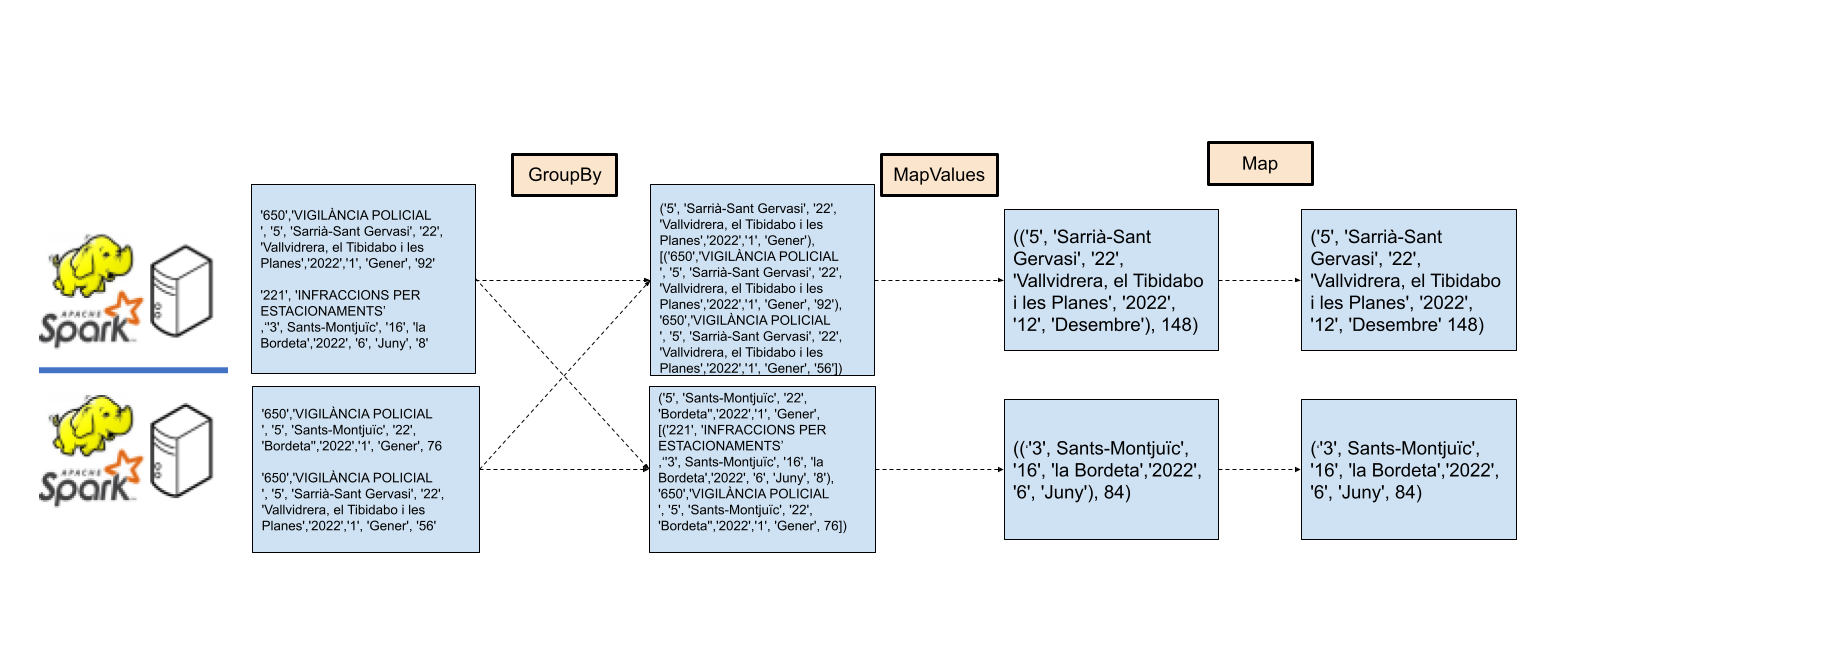 GroupBy
MapValues
Map
APACHE
Spark
APACHE
Spark
'650','VIGILÀNCIA POLICIAL
', '5', 'Sarrià-Sant Gervasi', '22',
'Vallvidrera, el Tibidabo i les
Planes','2022','1', 'Gener', '92'
'221', 'INFRACCIONS PER
ESTACIONAMENTS'
,"3', Sants-Montjuïc', '16', 'la
Bordeta','2022', '6', 'Juny', '8'
'650','VIGILÀNCIA POLICIAL
', '5', 'Sants-Montjuïc', '22',
'Bordeta'','2022','1', 'Gener', 76
'650','VIGILÀNCIA POLICIAL
', '5', 'Sarrià-Sant Gervasi', '22',
'Vallvidrera, el Tibidabo i les
Planes','2022','1', 'Gener', '56'
('5', 'Sarrià-Sant Gervasi', '22',
'Vallvidrera, el Tibidabo i les
Planes','2022','1', 'Gener'),
[('650','VIGILÀNCIA POLICIAL
', '5', 'Sarrià-Sant Gervasi', '22',
'Vallvidrera, el Tibidabo i les
Planes','2022','1', 'Gener', '92'),
'650','VIGILÀNCIA POLICIAL
', '5', 'Sarrià-Sant Gervasi', '22',
'Vallvidrera, el Tibidabo i les
Planes','2022','1', 'Gener', '56'])
('5', 'Sants-Montjuïc', '22',
'Bordeta'','2022','1', 'Gener',
[('221', 'INFRACCIONS PER
ESTACIONAMENTS'
,"3', Sants-Montjuïc', '16', 'la
Bordeta','2022', '6', 'Juny', '8'),
'650','VIGILÀNCIA POLICIAL
', '5', 'Sants-Montjuïc', '22',
'Bordeta'','2022','1', 'Gener', 76])
(('5', 'Sarrià-Sant
Gervasi', '22',
'Vallvidrera, el Tibidabo
i les Planes', '2022',
'12', 'Desembre'), 148)
(('3', Sants-Montjuïc',
'16', 'la Bordeta','2022',
'6', 'Juny'), 84)
('5', 'Sarrià-Sant
Gervasi', '22',
'Vallvidrera, el Tibidabo
i les Planes', '2022',
'12', 'Desembre' 148)
('3', Sants-Montjuïc',
'16', 'la Bordeta','2022',
'6', 'Juny', 84)